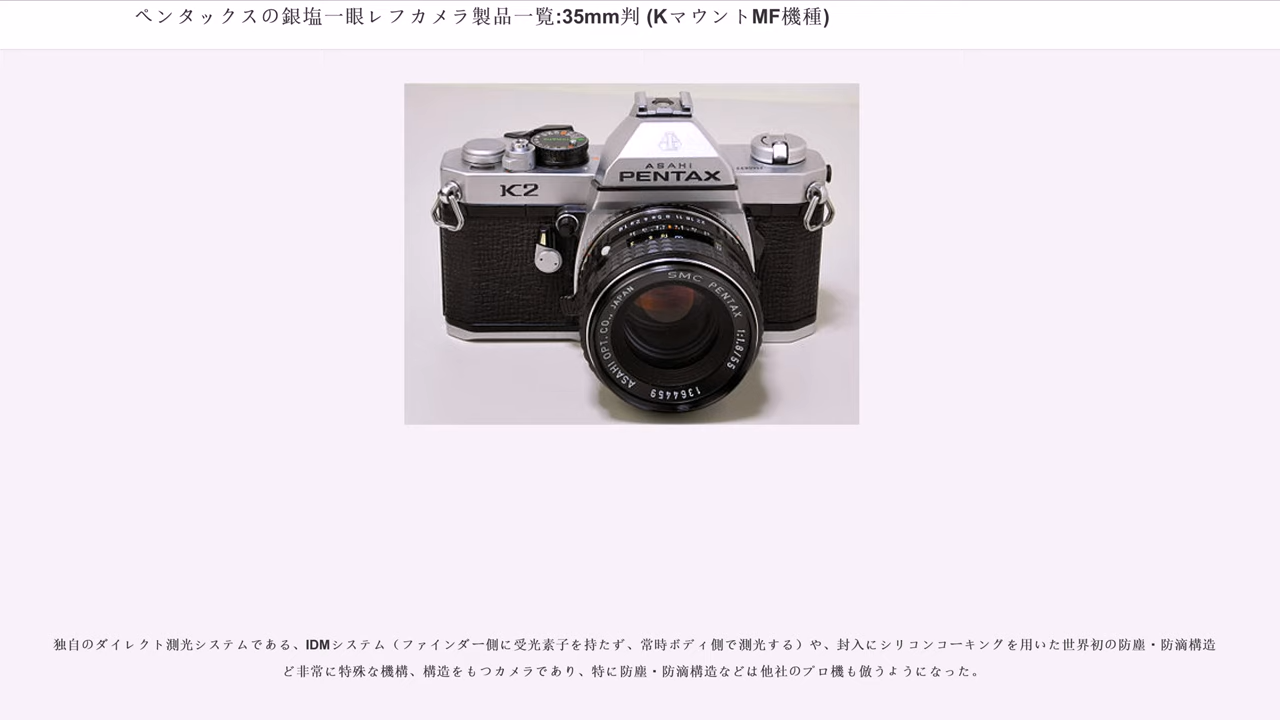 ペンタックスの銀塩一眼レフカメラ製品一覧:35mm判 (KマウントMF機種)
ASAHI
PENTAX
K2
SMC PENTAX 1:1.8/55
1364459
ASAHI OPT. CO., JAPAN
独自のダイレクト測光システムである、IDMシステム（ファインダー側に受光素子を持たず、常時ボディ側で測光する）や、封入にシリコンコーキングを用いた世界初の防塵・防滴構造
ど非常に特殊な機構、構造をもつカメラであり、特に防塵・防滴構造などは他社のプロ機も倣うようになった。